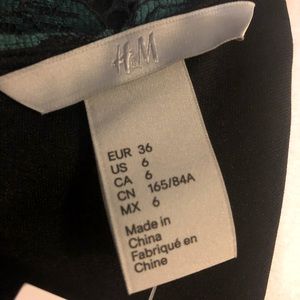 H&M
EUR 36
US 6
CA 6
CN 165/84A
MX 6
Made in
China
Fabriqué en
Chine